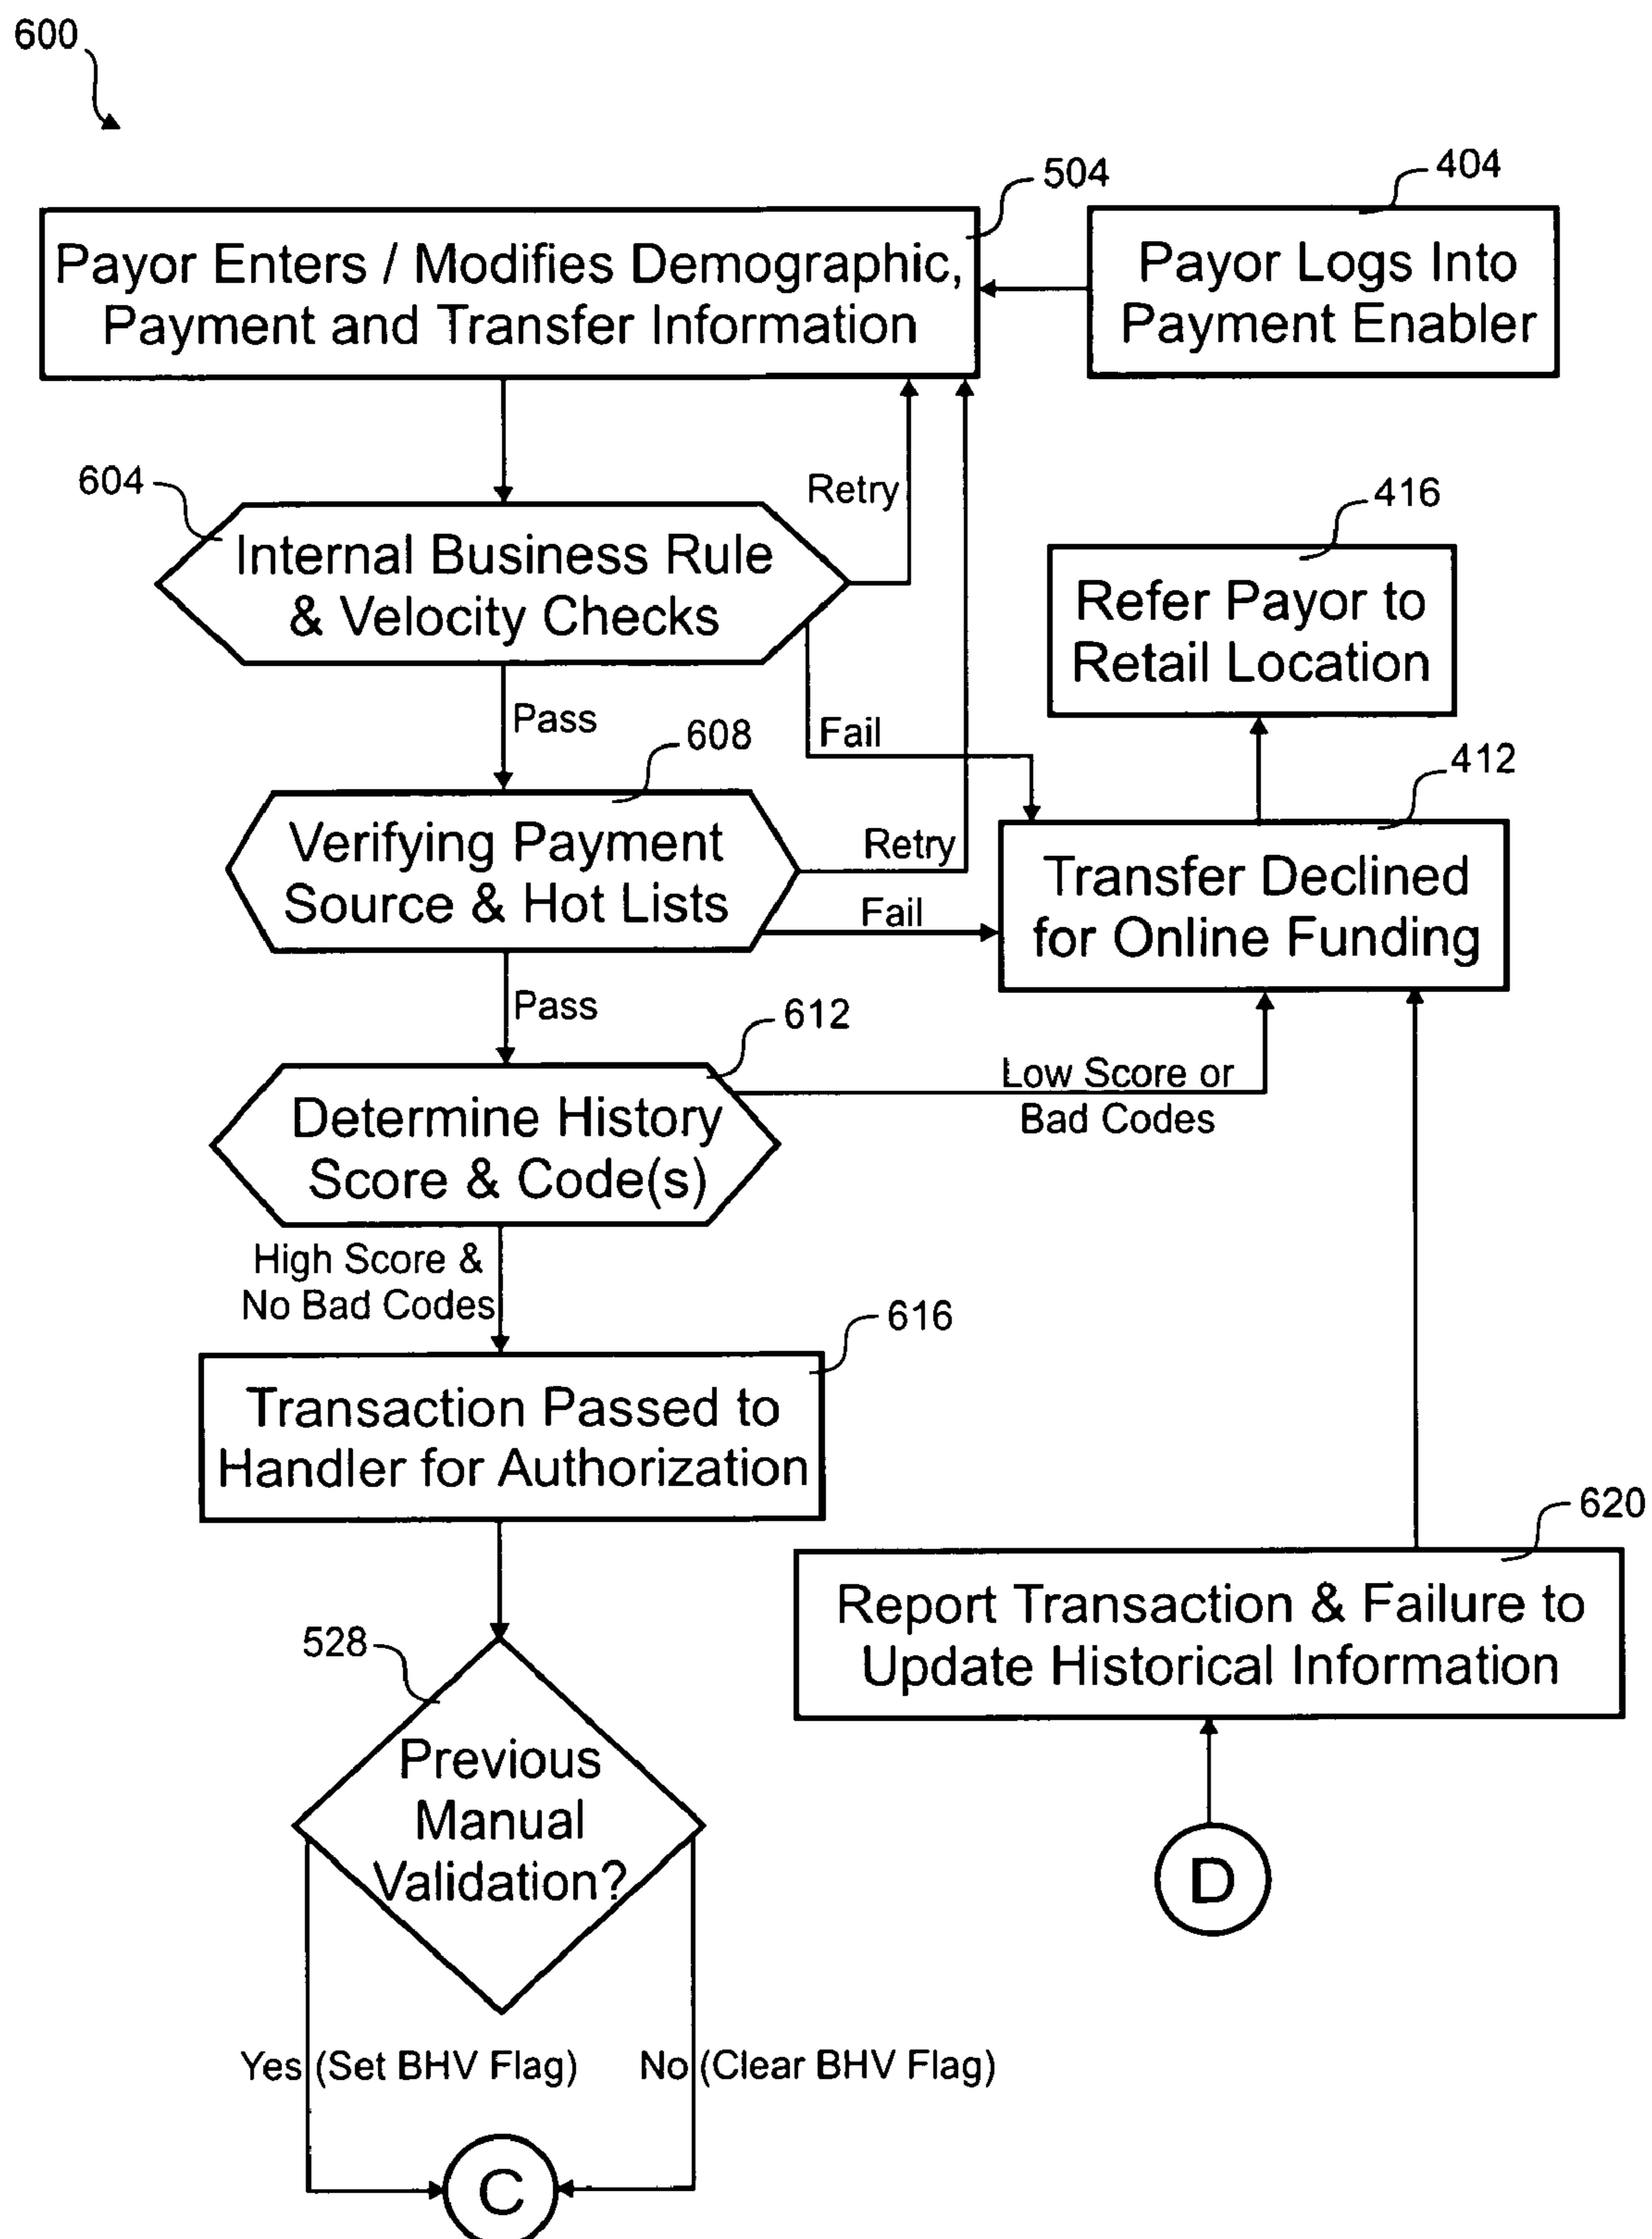 600
504
404
Payor Enters / Modifies Demographic,
Payment and Transfer Information
Payor Logs Into
Payment Enabler
604
Retry
Internal Business Rule
& Velocity Checks
416
Refer Payor to
Retail Location
Pass
Fail
608
412
Verifying Payment
Source & Hot Lists
Retry
Fail
Transfer Declined
for Online Funding
Pass
612
Determine History
Score & Code(s)
Low Score or
Bad Codes
High Score &
No Bad Codes
616
Transaction Passed to
Handler for Authorization
620
Report Transaction & Failure to
Update Historical Information
528
Previous
Manual
Validation?
D
Yes (Set BHV Flag)
No (Clear BHV Flag)
C